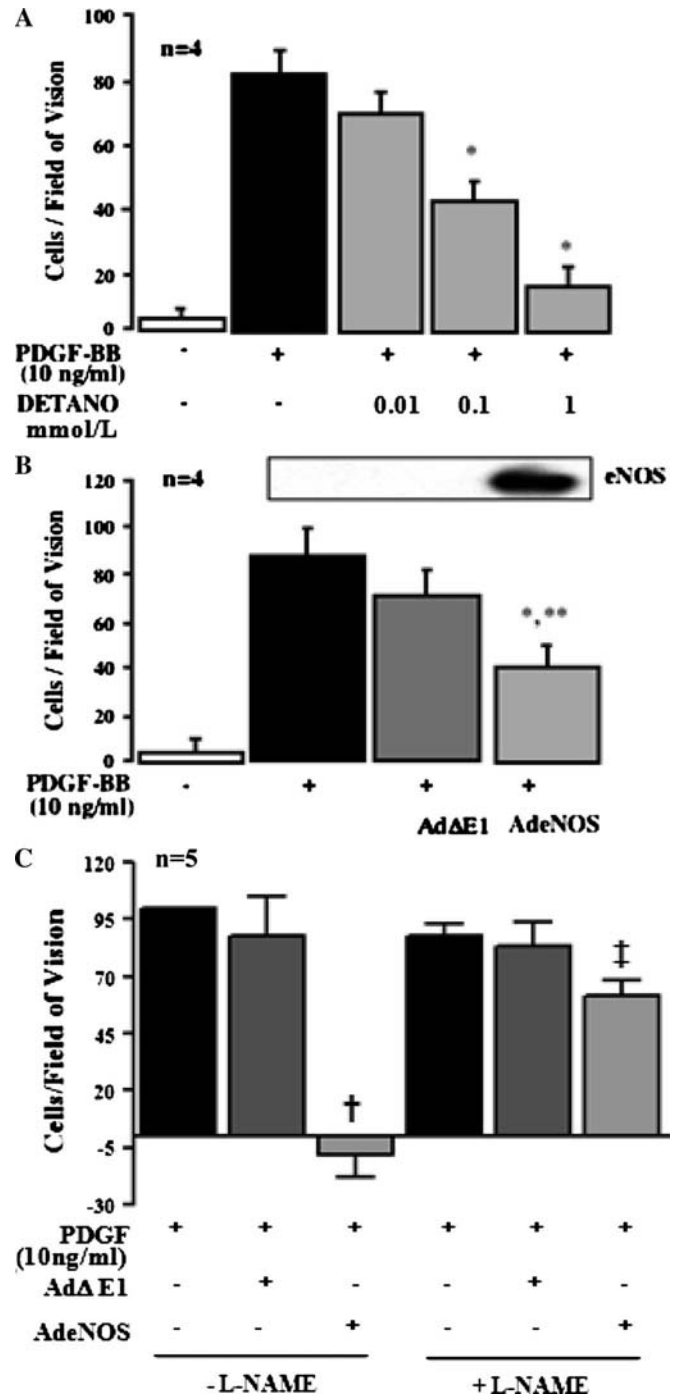 A
n=4
Cells / Field of Vision
100
80
60
40
20
0
PDGF-BB - + + + +
(10 ng/ml)
DETANO - - 0.01 0.1 1
mmol/L
* *
B
n=4
eNOS
Cells / Field of Vision
120
100
80
60
40
20
0
*, **
PDGF-BB - + + +
(10 ng/ml)
AdΔE1 AdeNOS
C
n=5
Cells/Field of Vision
120
95
70
45
20
-5
-30
† ‡
PDGF + + + + + +
(10ng/ml)
AdΔ E1 - + - - + -
AdeNOS - - + - - +
- L-NAME + L-NAME